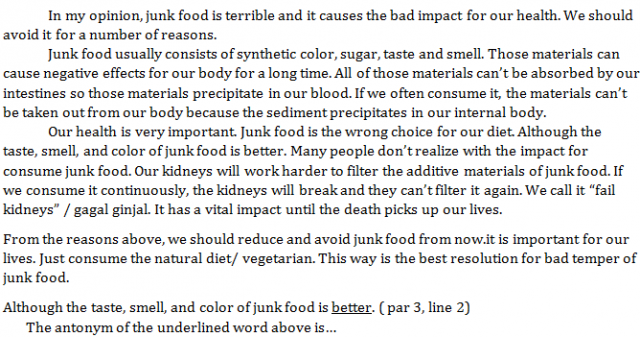 In my opinion, junk food is terrible and it causes the bad impact for our health. We should
avoid it for a number of reasons.
Junk food usually consists of synthetic color, sugar, taste and smell. Those materials can
cause negative effects for our body for a long time. All of those materials can't be absorbed by our
intestines so those materials precipitate in our blood. If we often consume it, the materials can't
be taken out from our body because the sediment precipitates in our internal body.
Our health is very important. Junk food is the wrong choice for our diet. Although the
taste, smell, and color of junk food is better. Many people don't realize with the impact for
consume junk food. Our kidneys will work harder to filter the additive materials of junk food. If
we consume it continuously, the kidneys will break and they can't filter it again. We call it "fail
kidneys" / gagal ginjal. It has a vital impact until the death picks up our lives.
From the reasons above, we should reduce and avoid junk food from now.it is important for our
lives. Just consume the natural diet/ vegetarian. This way is the best resolution for bad temper of
junk food.
Although the taste, smell, and color of junk food is better. ( par 3, line 2)
The antonym of the underlined word above is...